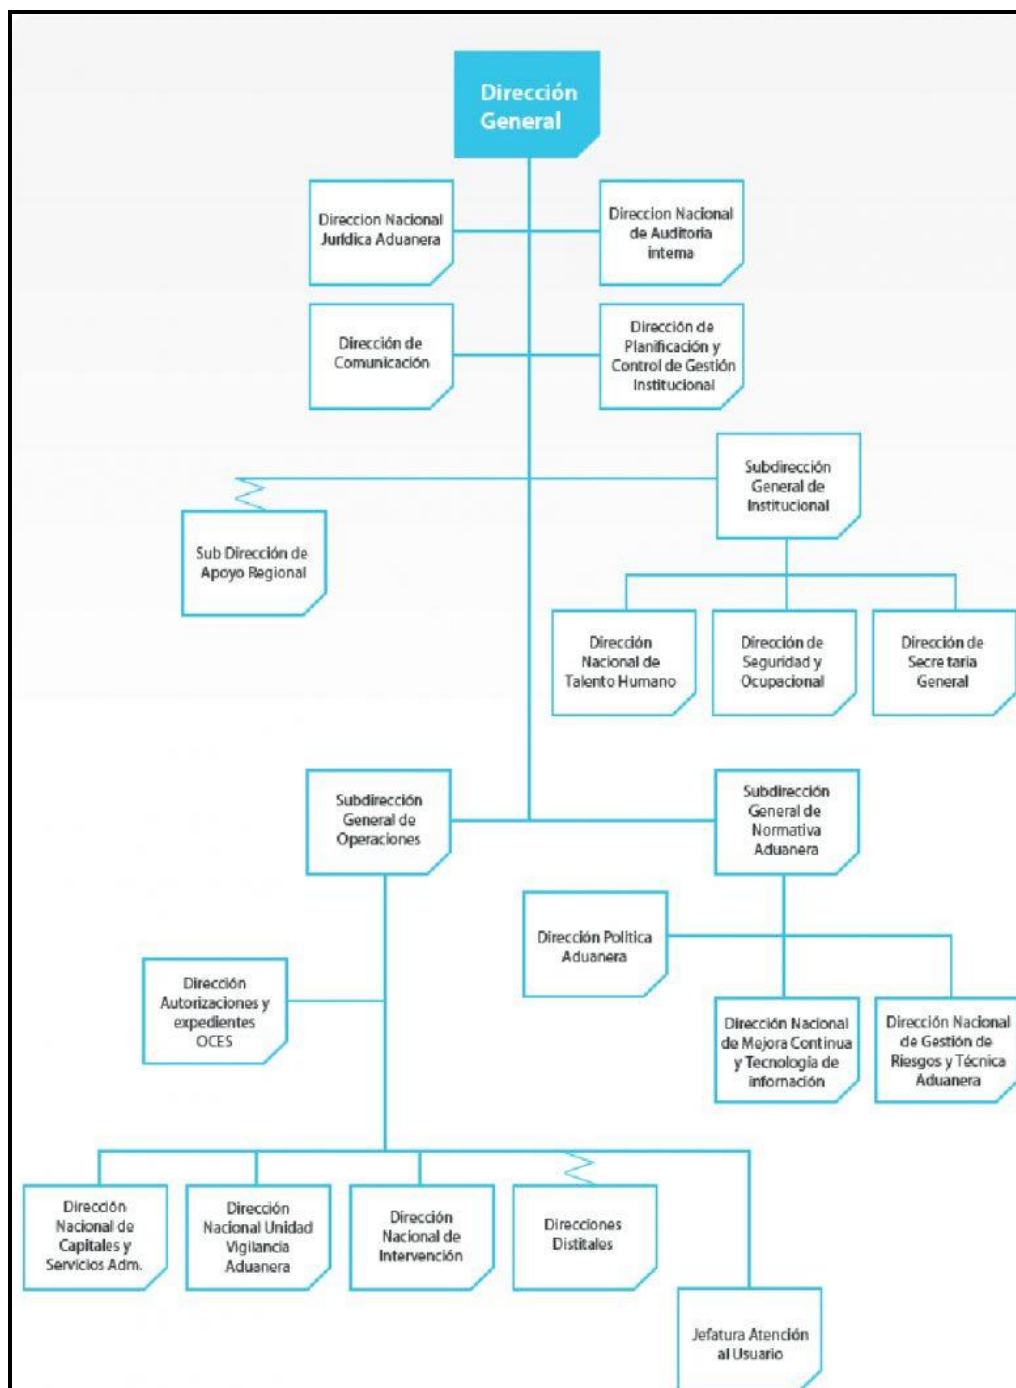 Dirección
General
Direccion Nacional
Jurídica Aduanera
Direccion Nacional
de Auditoría
interna
Dirección de
Comunicación
Dirección de
Planificación y
Control de Gestión
Institucional
Subdirección
General de
Institucional
Sub Dirección de
Apoyo Regional
Dirección
Nacional de
Talento Humano
Dirección de
Seguridad y
Ocupacional
Dirección de
Secretaria
General
Subdirección
General de
Operaciones
Subdirección
General de
Normativa
Aduanera
Dirección Política
Aduanera
Dirección
Autorizaciones y
expedientes
OCES
Dirección Nacional
de Mejora Continua
y Tecnología de
infornación
Dirección Nacional
de Gestión de
Riesgos y Técnica
Aduanera
Dirección
Nacional de
Capitales y
Servicios Adm.
Dirección
Nacional Unidad
Vigilancia
Aduanera
Dirección
Nacional de
Intervención
Direcciones
Distitales
Jefatura Atención
al Usuario